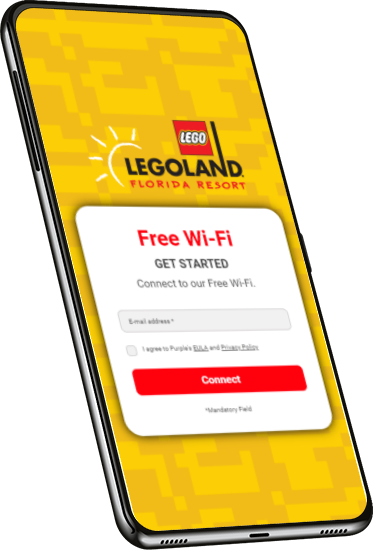 LEGO
LEGOLAND
FLORIDA RESORT
Free Wi-Fi
GET STARTED
Connect to our Free Wi-Fi.
E-mail address *
I agree to Purple's EULA and Privacy Policy
Connect
*Mandatory Field